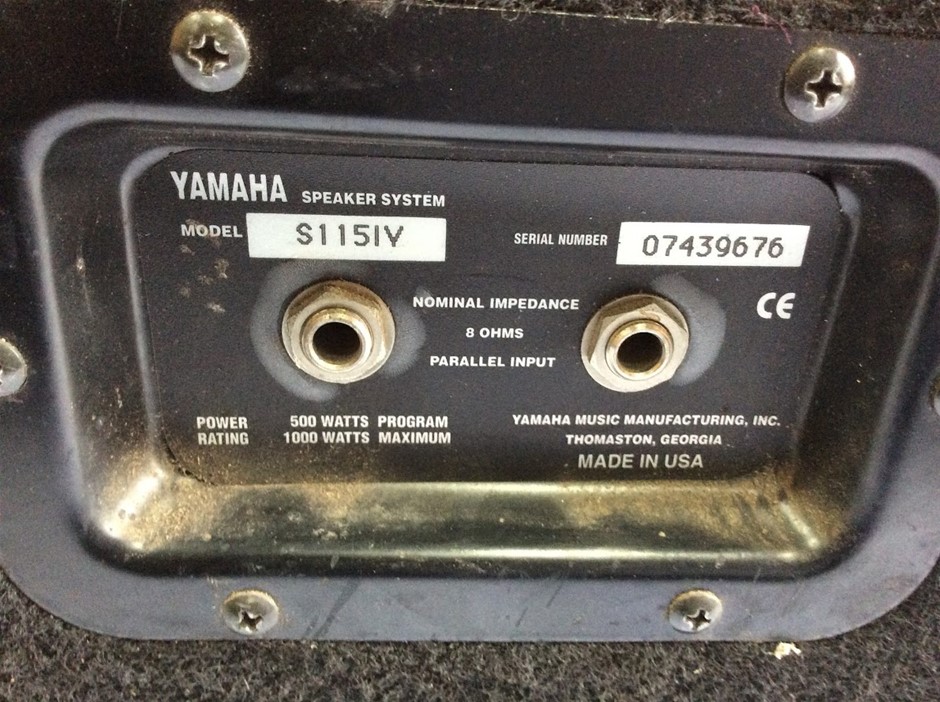 YAMAHA SPEAKER SYSTEM
MODEL S115IV
SERIAL NUMBER 07439676
NOMINAL IMPEDANCE
8 OHMS
PARALLEL INPUT
CE
POWER RATING
500 WATTS PROGRAM
1000 WATTS MAXIMUM
YAMAHA MUSIC MANUFACTURING, INC.
THOMASTON, GEORGIA
MADE IN USA